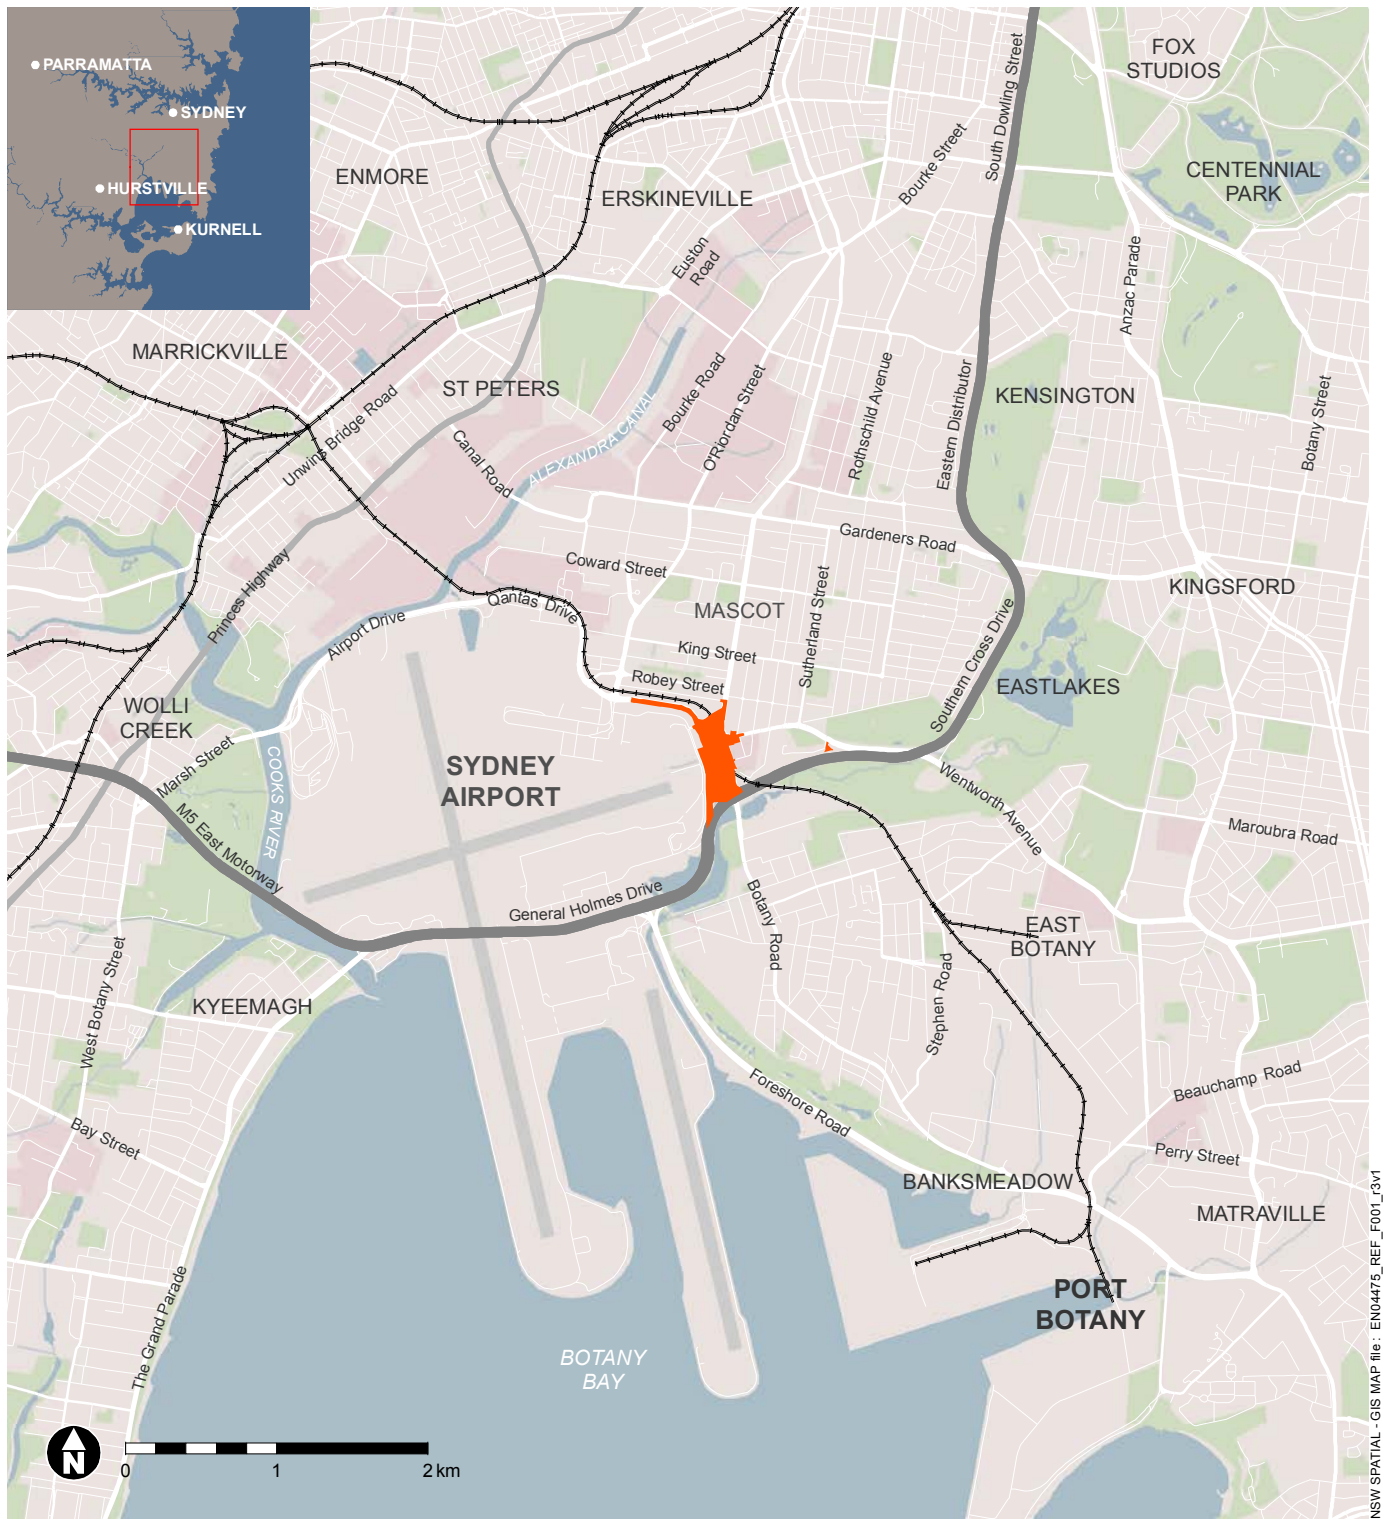 PARRAMATTA
SYDNEY
HURSTVILLE
KURNELL
FOX
STUDIOS
CENTENNIAL
PARK
South Dowling Street
Bourke Street
ENMORE
ERSKINEVILLE
Euston
Road
Anzac Parade
MARRICKVILLE
ST PETERS
Unwins Bridge Road
Canal Road
ALEXANDRA CANAL
Bourke Road
O'Riordan Street
Rothschild Avenue
Eastern Distributor
KENSINGTON
Botany Street
Gardeners Road
Coward Street
KINGSFORD
Princes Highway
Airport Drive
Qantas Drive
MASCOT
King Street
Sutherland Street
Robey Street
Southern Cross Drive
EASTLAKES
WOLLI
CREEK
Marsh Street
COOKS RIVER
M5 East Motorway
SYDNEY
AIRPORT
Wentworth Avenue
Maroubra Road
General Holmes Drive
Botany Road
EAST
BOTANY
Stephen Road
West Botany Street
KYEEMAGH
Foreshore Road
Beauchamp Road
Bay Street
Perry Street
BANKSMEADOW
MATRAVILLE
PORT
BOTANY
The Grand Parade
BOTANY
BAY
N
0
1
2 km
NSW SPATIAL - GIS MAP file : EN04475_REF_F001_r3v1